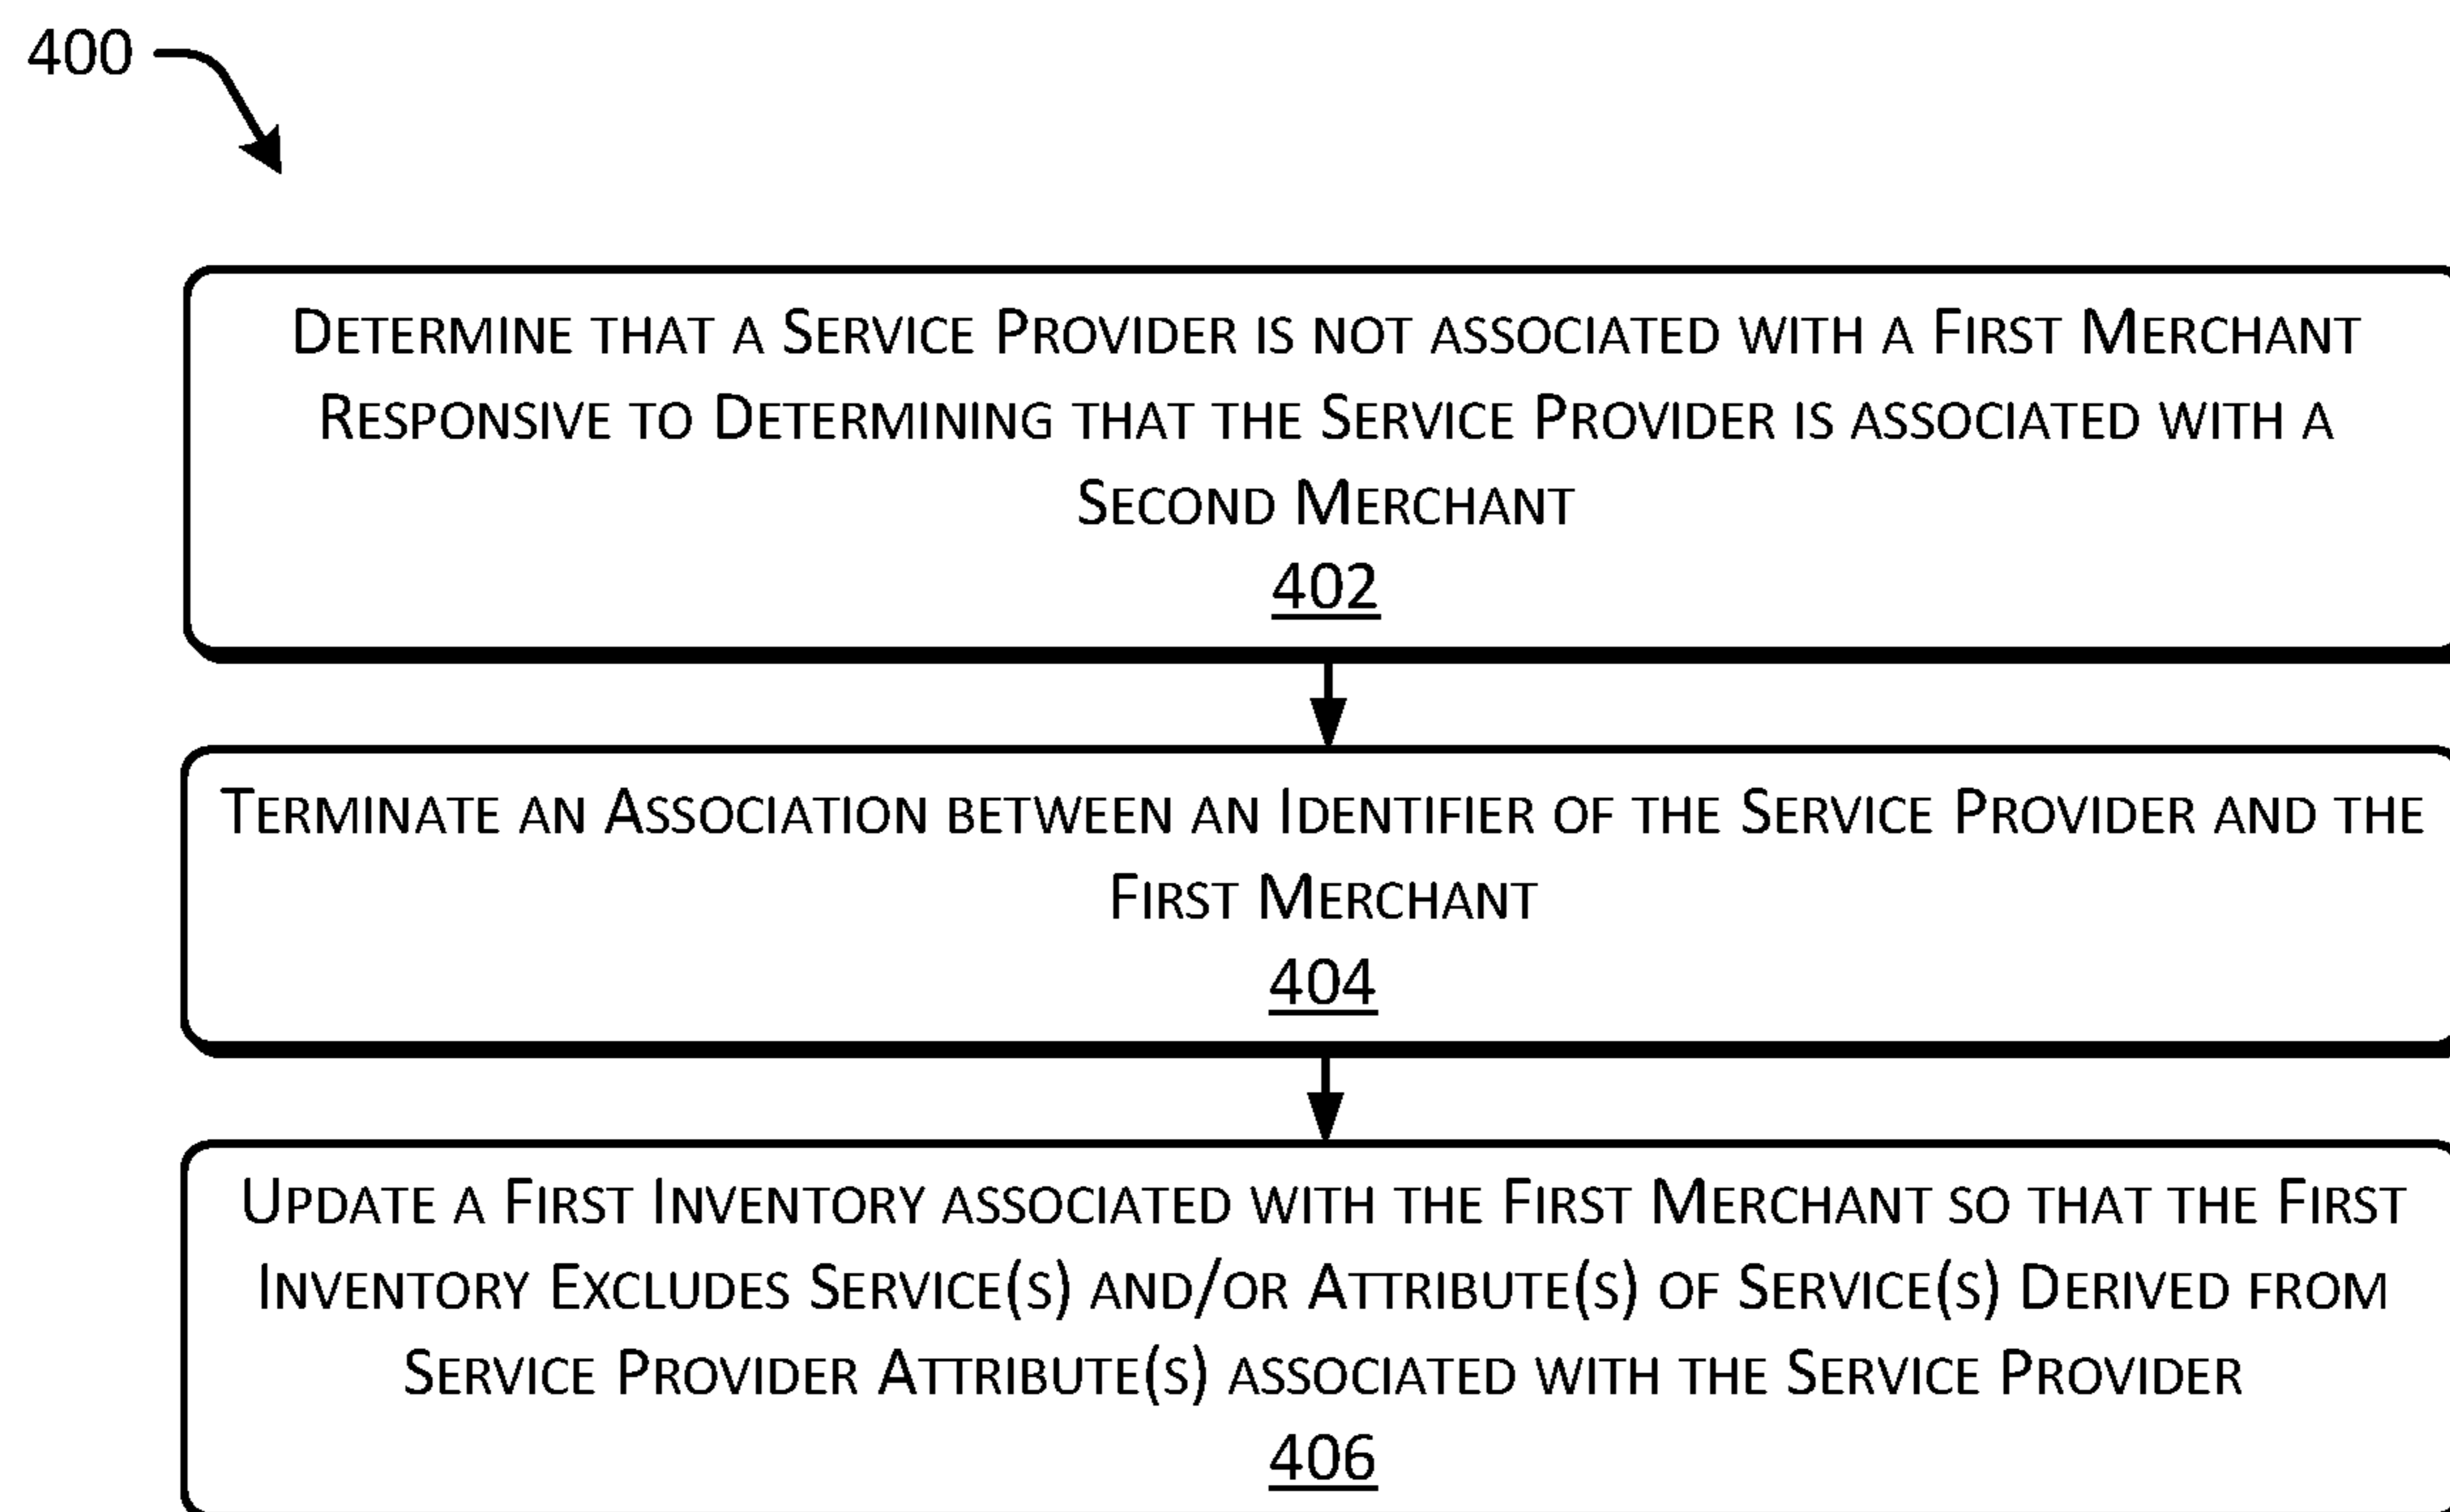 400
Determine that a Service Provider is not associated with a First Merchant
Responsive to Determining that the Service Provider is associated with a
Second Merchant
402
Terminate an Association between an Identifier of the Service Provider and the
First Merchant
404
Update a First Inventory associated with the First Merchant so that the First
Inventory Excludes Service(s) and/or Attribute(s) of Service(s) Derived from
Service Provider Attribute(s) associated with the Service Provider
406